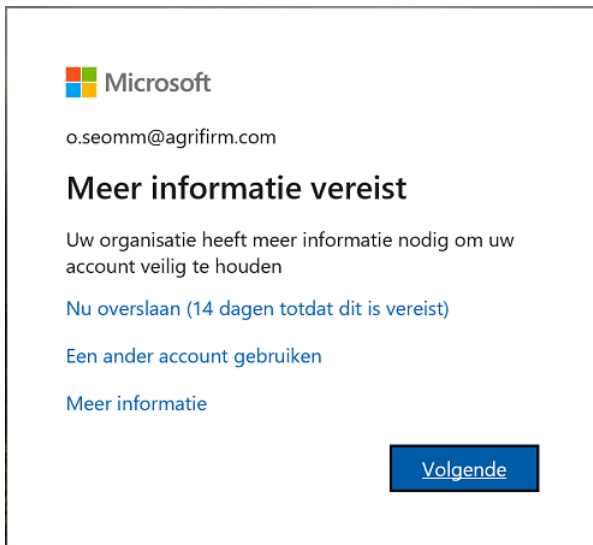 Microsoft
o.seomm@agrifirm.com
Meer informatie vereist
Uw organisatie heeft meer informatie nodig om uw
account veilig te houden
Nu overslaan (14 dagen totdat dit is vereist)
Een ander account gebruiken
Meer informatie
Volgende